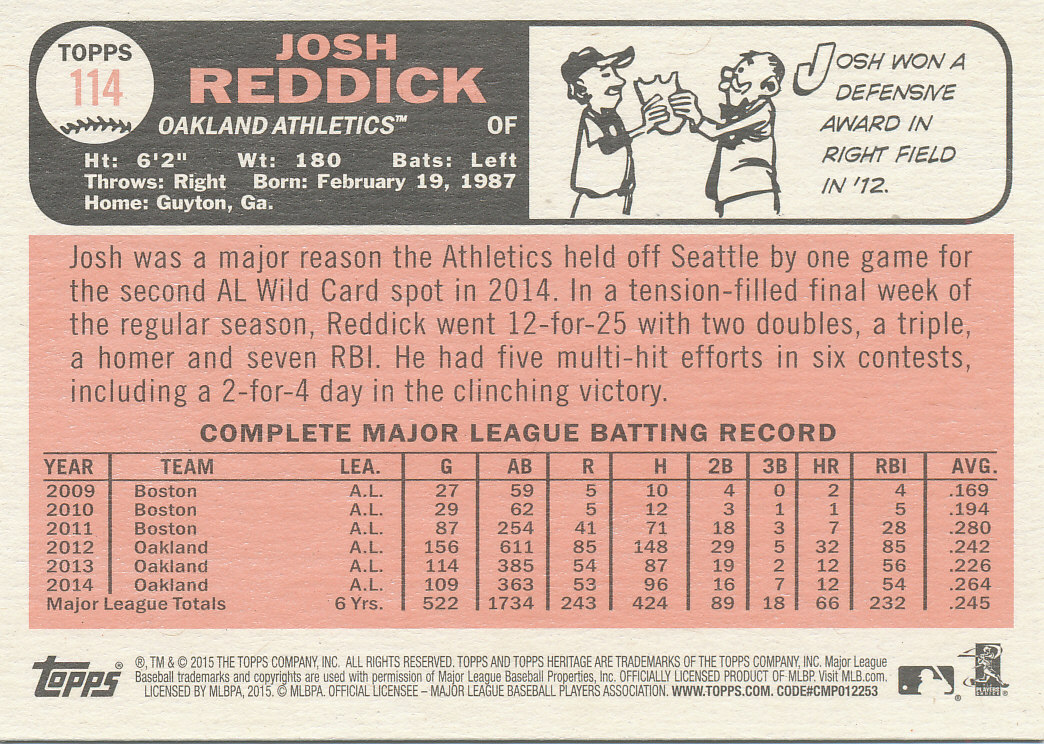 TOPPS
114
JOSH
REDDICK
OAKLAND ATHLETICS™ OF
Ht: 6'2" Wt: 180 Bats: Left
Throws: Right Born: February 19, 1987
Home: Guyton, Ga.
JOSH WON A
DEFENSIVE
AWARD IN
RIGHT FIELD
IN '12.
Josh was a major reason the Athletics held off Seattle by one game for
the second AL Wild Card spot in 2014. In a tension-filled final week of
the regular season, Reddick went 12-for-25 with two doubles, a triple,
a homer and seven RBI. He had five multi-hit efforts in six contests,
including a 2-for-4 day in the clinching victory.
COMPLETE MAJOR LEAGUE BATTING RECORD
YEAR TEAM LEA. G AB R H 2B 3B HR RBI AVG.
2009 Boston A.L. 27 59 5 10 4 0 2 4 .169
2010 Boston A.L. 29 62 5 12 3 1 1 5 .194
2011 Boston A.L. 87 254 41 71 18 3 7 28 .280
2012 Oakland A.L. 156 611 85 148 29 5 32 85 .242
2013 Oakland A.L. 114 385 54 87 19 2 12 56 .226
2014 Oakland A.L. 109 363 53 96 16 7 12 54 .264
Major League Totals 6 Yrs. 522 1734 243 424 89 18 66 232 .245
topps®
®, TM & © 2015 THE TOPPS COMPANY, INC. ALL RIGHTS RESERVED. TOPPS AND TOPPS HERITAGE ARE TRADEMARKS OF THE TOPPS COMPANY, INC. Major League
Baseball trademarks and copyrights are used with permission of Major League Baseball Properties, Inc. OFFICIALLY LICENSED PRODUCT OF MLBP. Visit MLB.com.
LICENSED BY MLBPA, 2015. © MLBPA. OFFICIAL LICENSEE – MAJOR LEAGUE BASEBALL PLAYERS ASSOCIATION. WWW.TOPPS.COM. CODE#CMP012253